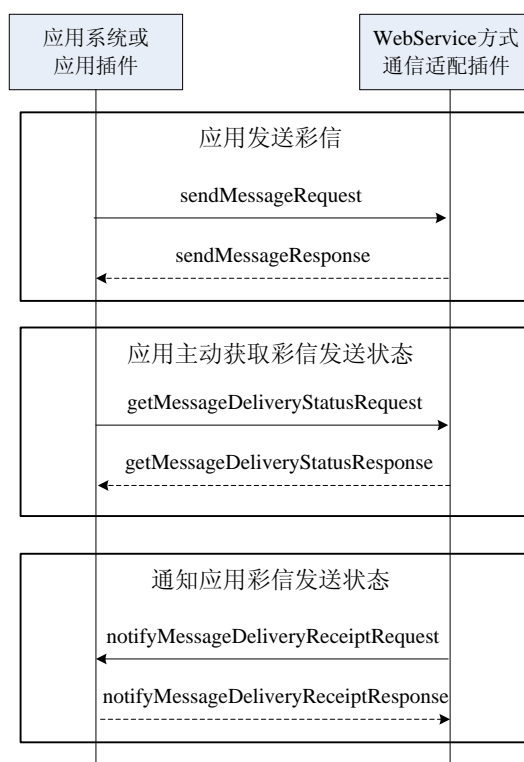 应用系统或
应用插件
WebService方式
通信适配插件
应用发送彩信
sendMessageRequest
sendMessageResponse
应用主动获取彩信发送状态
getMessageDeliveryStatusRequest
getMessageDeliveryStatusResponse
通知应用彩信发送状态
notifyMessageDeliveryReceiptRequest
notifyMessageDeliveryReceiptResponse